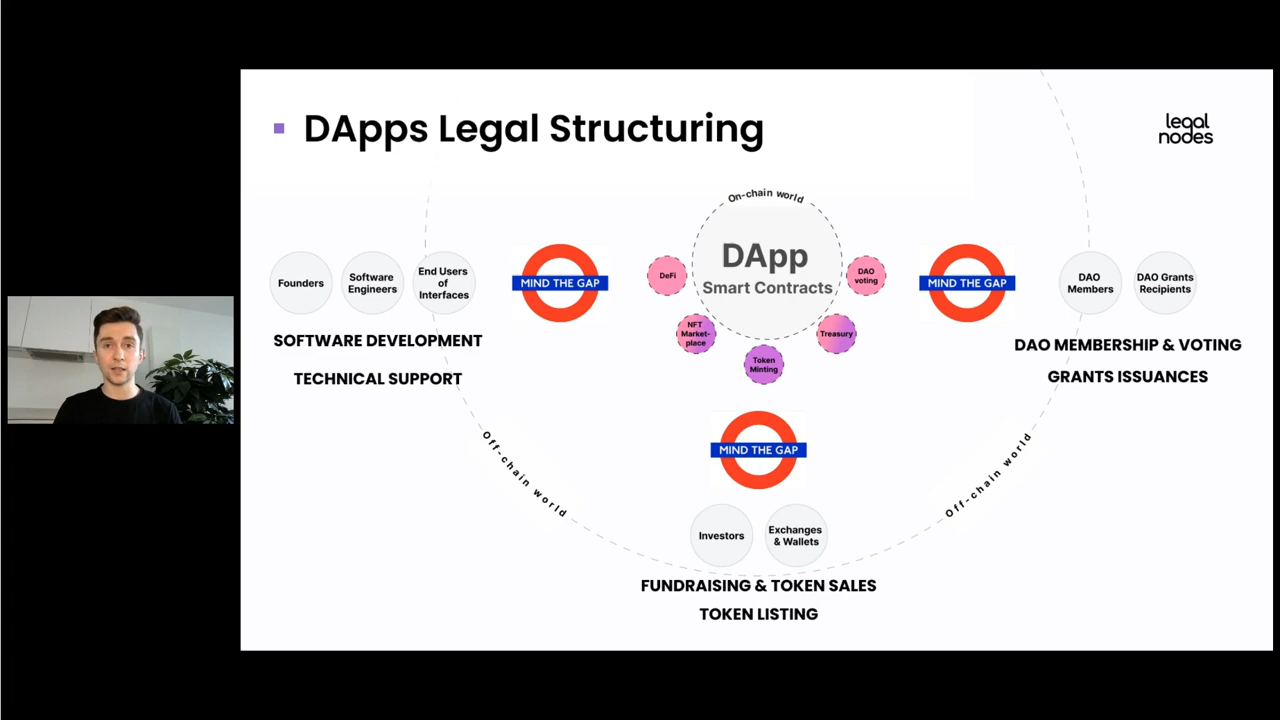 DApps Legal Structuring
legal
nodes
On-chain world
DApp
Smart Contracts
DeFi
DAO
voting
NFT
Market-
place
Treasury
Token
Minting
Founders
Software
Engineers
End Users
of
Interfaces
MIND THE GAP
SOFTWARE DEVELOPMENT
TECHNICAL SUPPORT
MIND THE GAP
DAO
Members
DAO Grants
Recipients
DAO MEMBERSHIP & VOTING
GRANTS ISSUANCES
Off-chain world
Off-chain world
MIND THE GAP
Investors
Exchanges
& Wallets
FUNDRAISING & TOKEN SALES
TOKEN LISTING